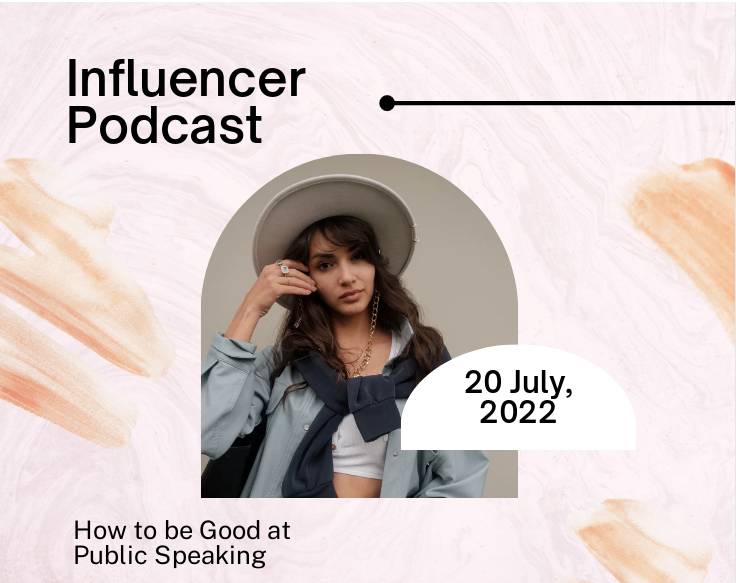 Influencer
Podcast
20 July,
2022
How to be Good at
Public Speaking